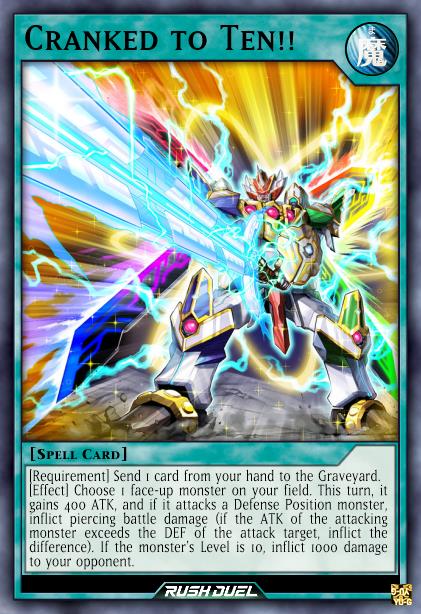 Cranked to Ten!!
ま
魔
[Spell Card]
[Requirement] Send 1 card from your hand to the Graveyard.
[Effect] Choose 1 face-up monster on your field. This turn, it
gains 400 ATK, and if it attacks a Defense Position monster,
inflict piercing battle damage (if the ATK of the attacking
monster exceeds the DEF of the attack target, inflict the
difference). If the monster's Level is 10, inflict 1000 damage
to your opponent.
RUSH DUEL